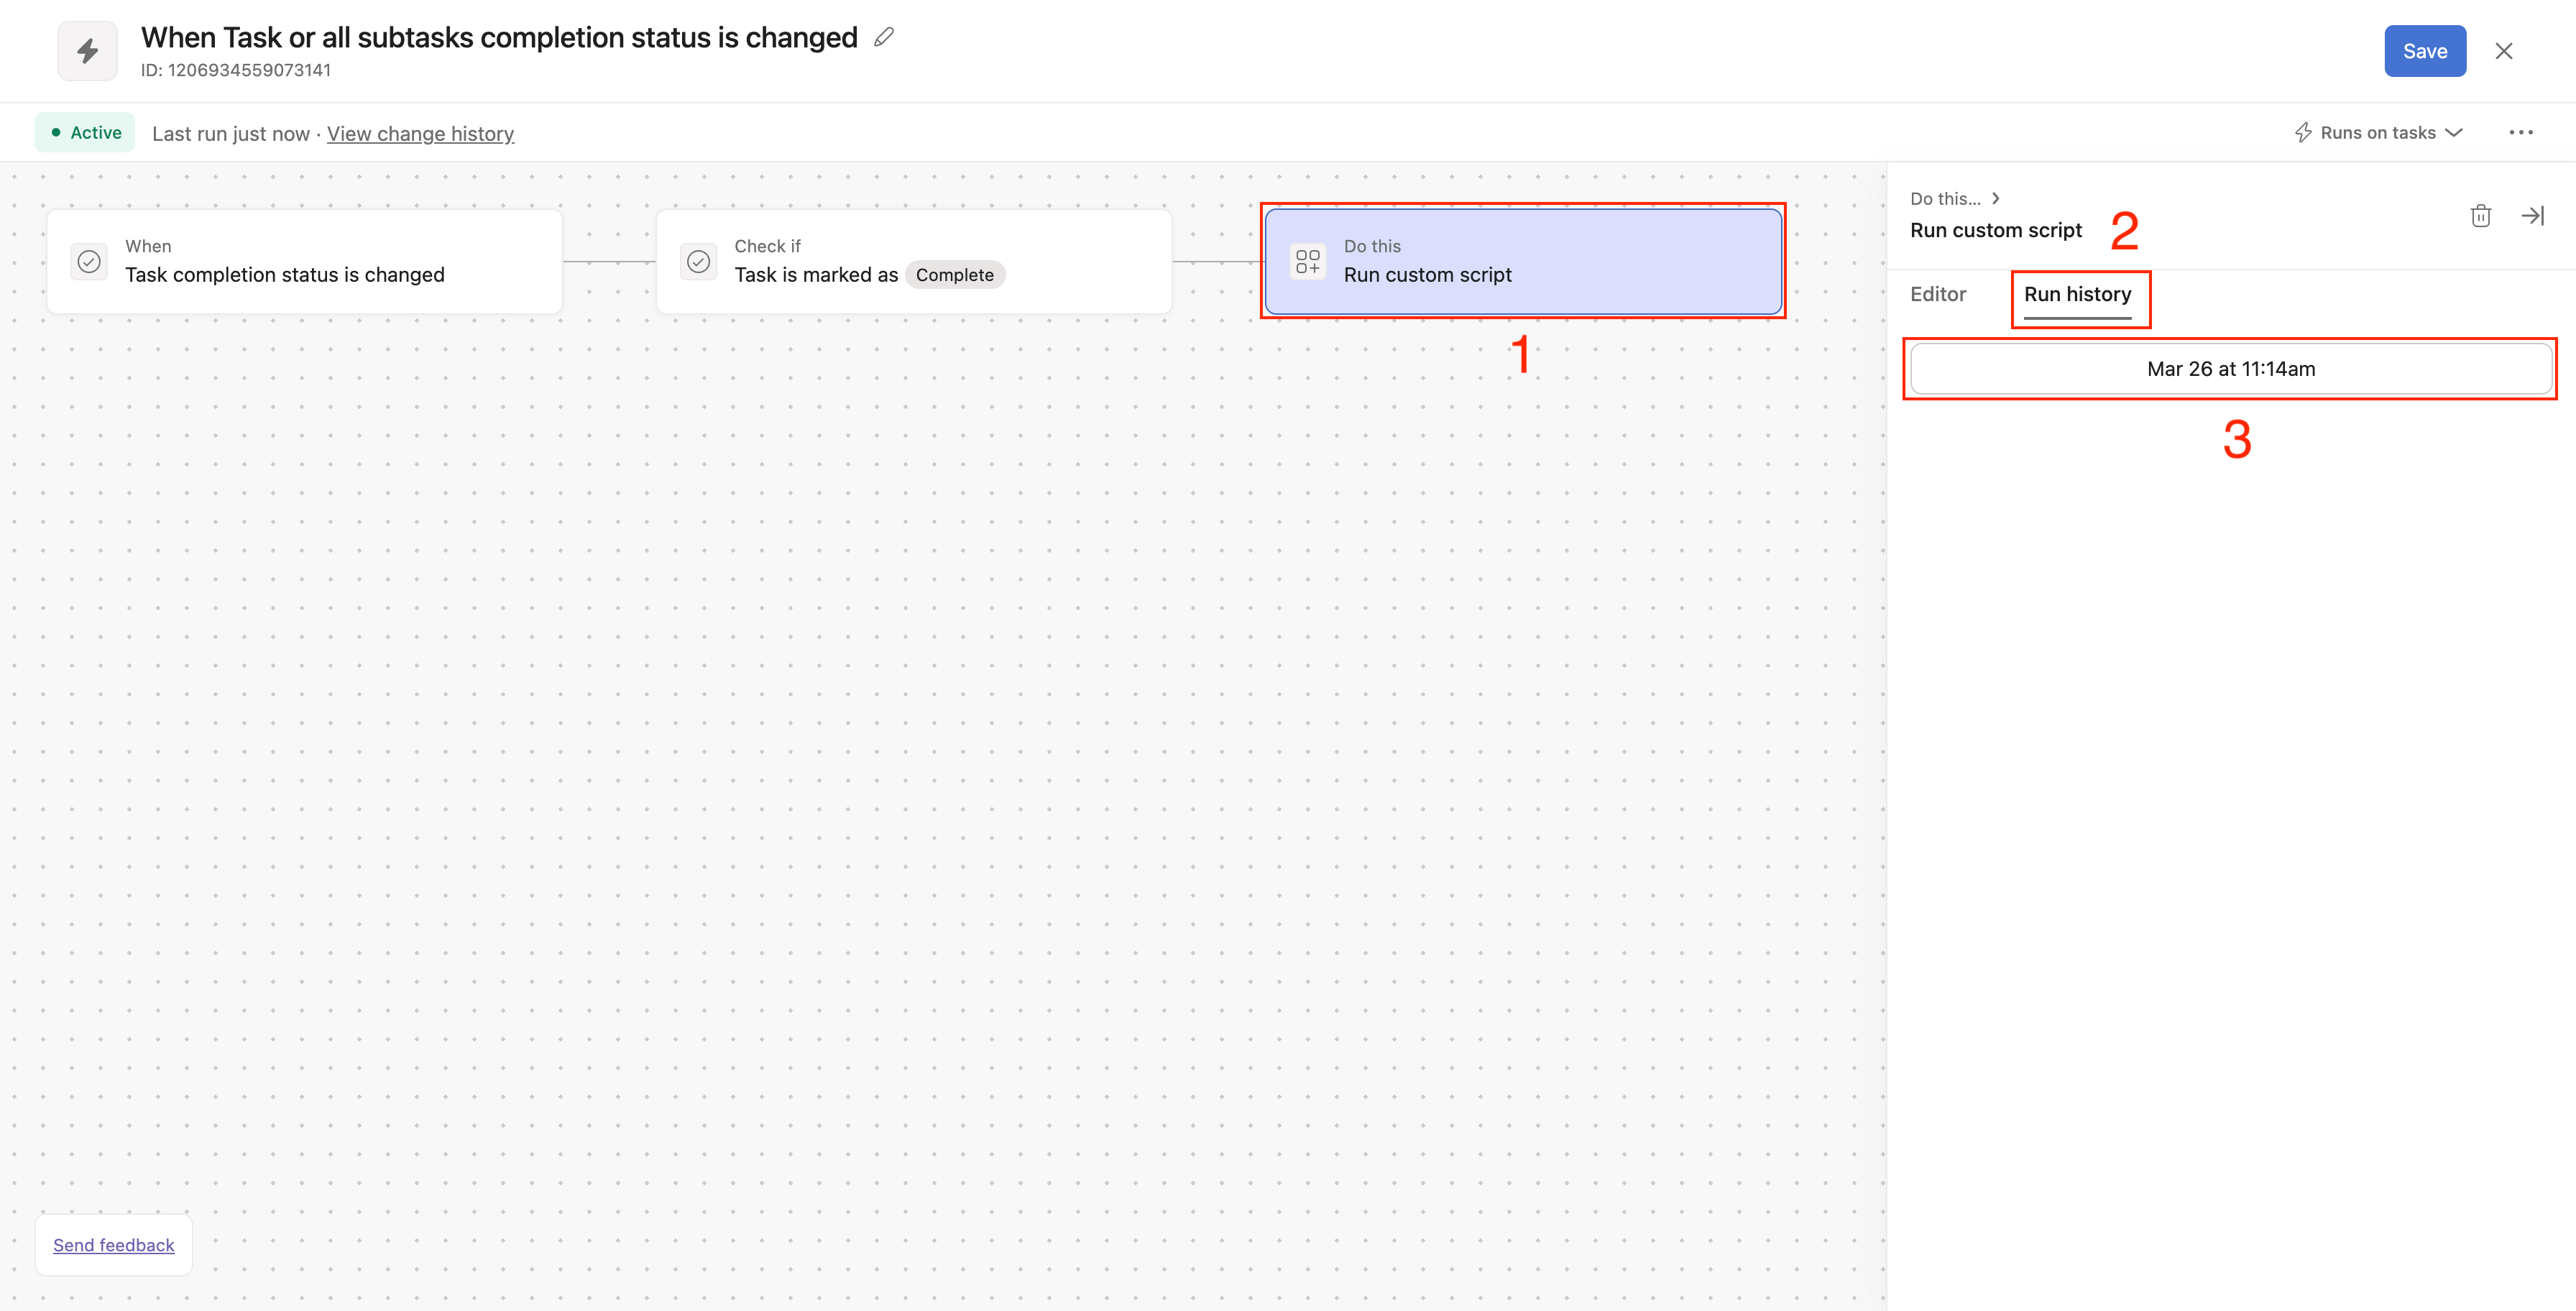 When Task or all subtasks completion status is changed
ID: 1206934559073141
Save
Active
Last run just now · View change history
Runs on tasks
When
Task completion status is changed
Check if
Task is marked as Complete
Do this
Run custom script
1
Do this...
Run custom script
2
Editor
Run history
Mar 26 at 11:14am
3
Send feedback